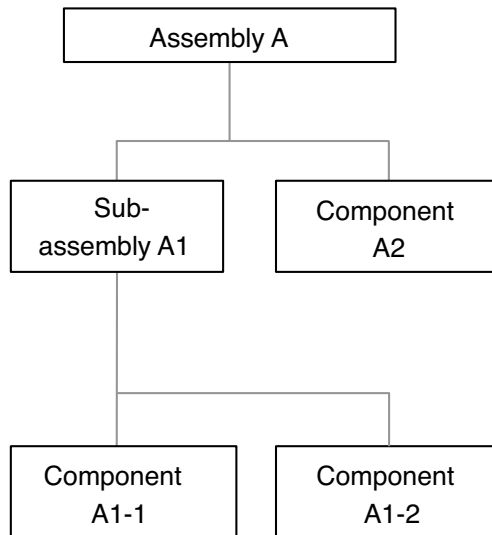 Assembly A
Sub-
assembly A1
Component
A2
Component
A1-1
Component
A1-2